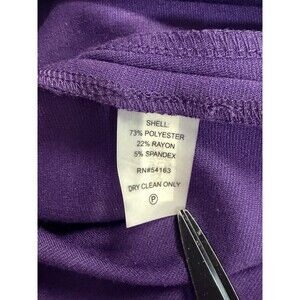 SHELL:
73% POLYESTER
22% RAYON
5% SPANDEX
RN#54163
DRY CLEAN ONLY
P